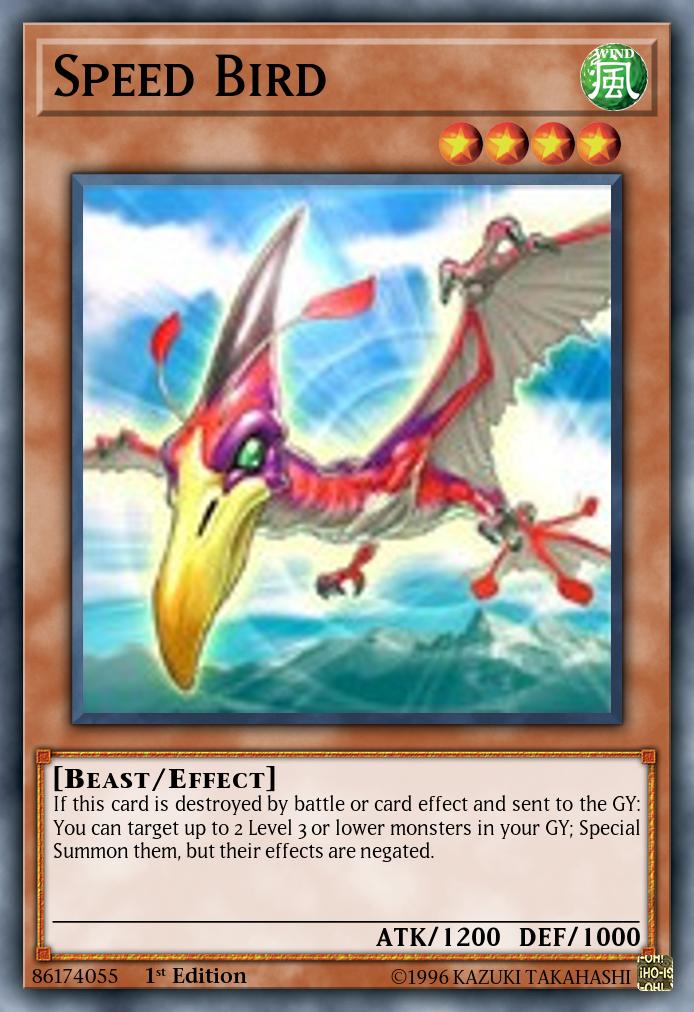 Speed Bird
WIND
風
[Beast/Effect]
If this card is destroyed by battle or card effect and sent to the GY:
You can target up to 2 Level 3 or lower monsters in your GY; Special
Summon them, but their effects are negated.
ATK/1200 DEF/1000
86174055 1st Edition ©1996 KAZUKI TAKAHASHI